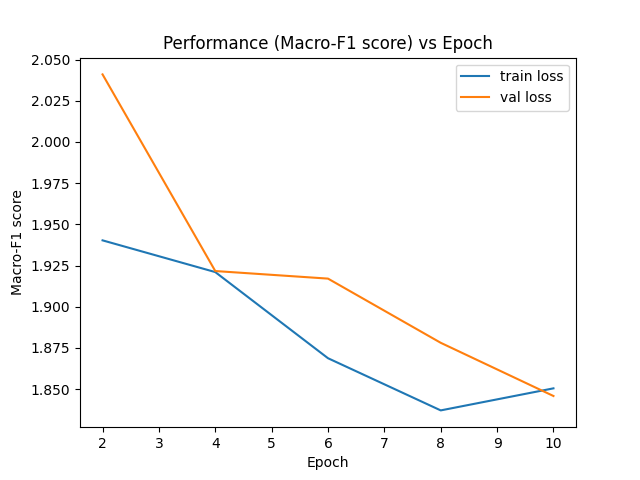 Performance (Macro-F1 score) vs Epoch
train loss
val loss
Macro-F1 score
2.050
2.025
2.000
1.975
1.950
1.925
1.900
1.875
1.850
2 3 4 5 6 7 8 9 10
Epoch